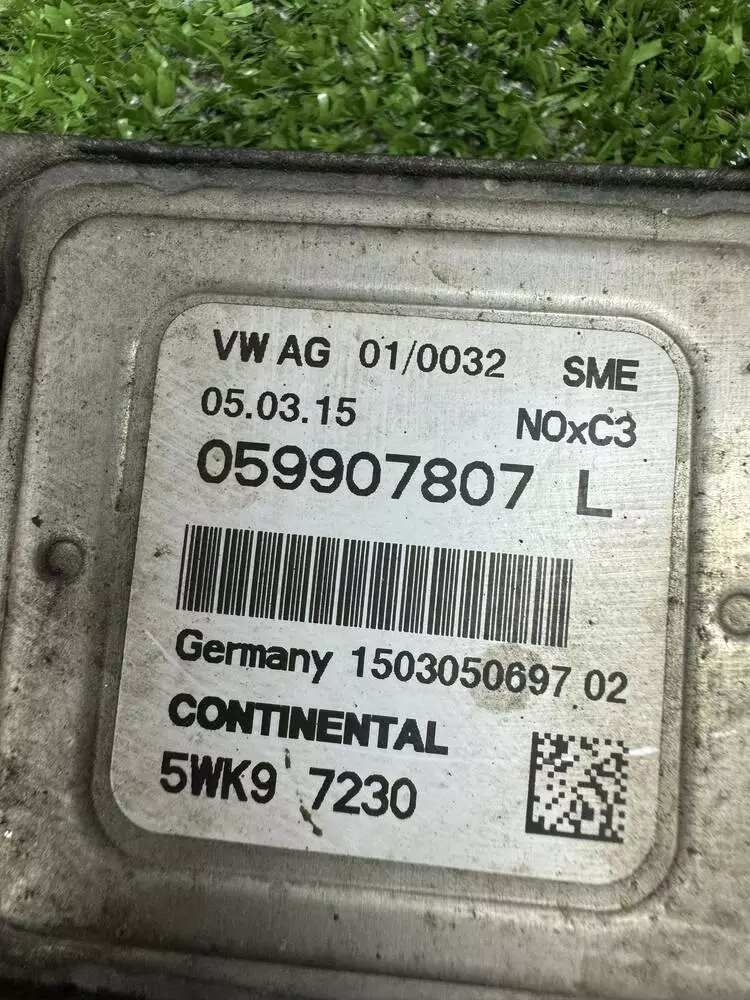 VW AG 01/0032 SME
05.03.15 NOxC3
059907807 L
Germany 1503050697 02
CONTINENTAL
5WK9 7230